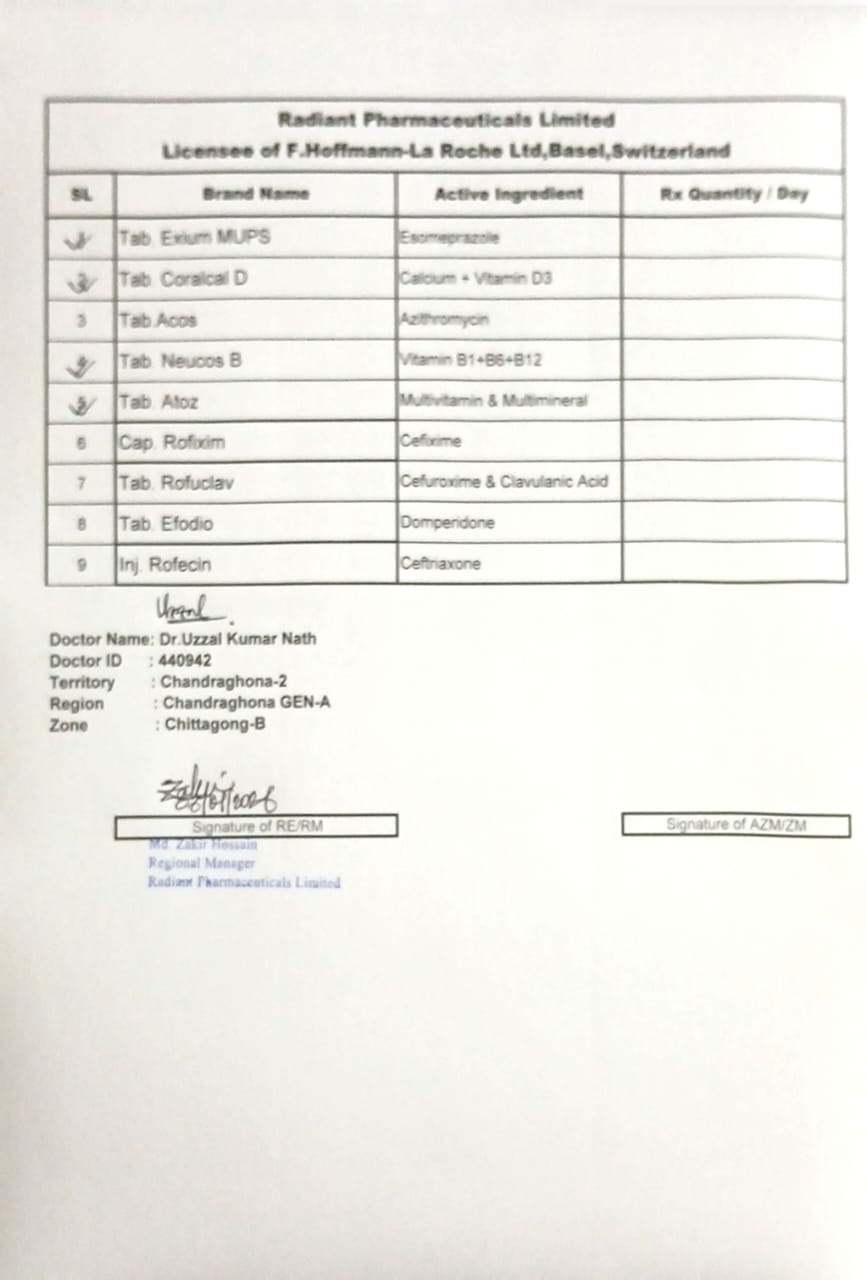 Radiant Pharmaceuticals Limited
Licensee of F.Hoffmann-La Roche Ltd,Basel,Switzerland
SL Brand Name Active Ingredient Rx Quantity / Day
1 Tab. Exium MUPS Esomeprazole
2 Tab. Coralcal D Calcium + Vitamin D3
3 Tab.Acos Azithromycin
4 Tab. Neucos B Vitamin B1+B6+B12
5 Tab. Atoz Multivitamin & Multimineral
6 Cap. Rofixim Cefixime
7 Tab. Rofuclav Cefuroxime & Clavulanic Acid
8 Tab. Efodio Domperidone
9 Inj. Rofecin Ceftriaxone
Doctor Name: Dr.Uzzal Kumar Nath
Doctor ID : 440942
Territory : Chandraghona-2
Region : Chandraghona GEN-A
Zone : Chittagong-B
Signature of RE/RM Signature of AZM/ZM
Md. Zakir Hossain
Regional Manager
Radiant Pharmaceuticals Limited